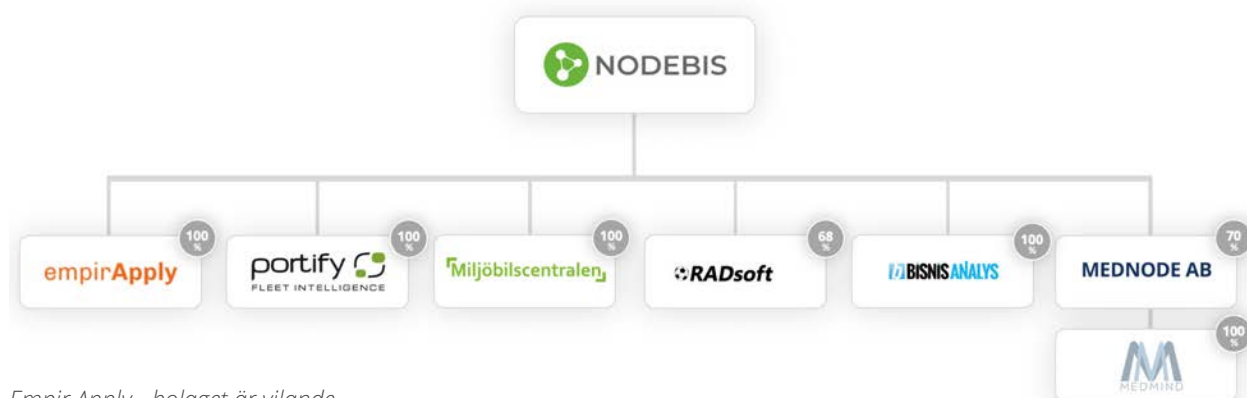 NODEBIS
100 %
100 %
100 %
68 %
100 %
70 %
empirApply
portify
FLEET INTELLIGENCE
Miljöbilscentralen
RADsoft
BISNIS ANALYS
MEDNODE AB
100 %
MEDMIND
Empir Apply - bolaget är vilande